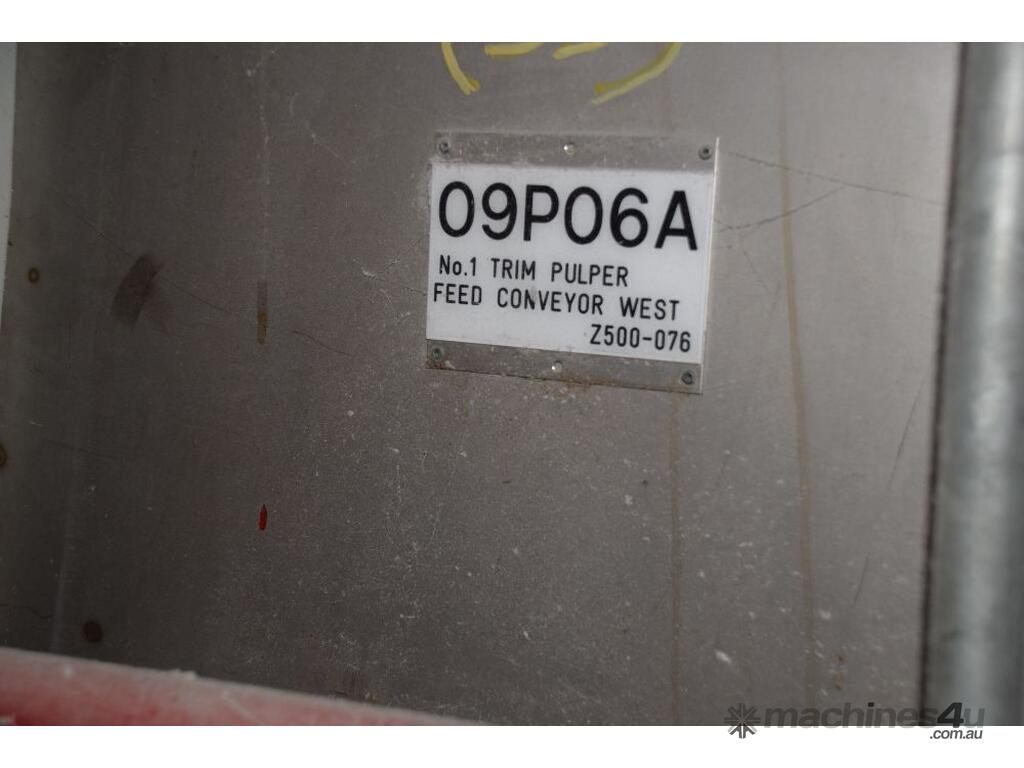 09P06A
No.1 TRIM PULPER
FEED CONVEYOR WEST
Z500-076
machines4u
.com.au